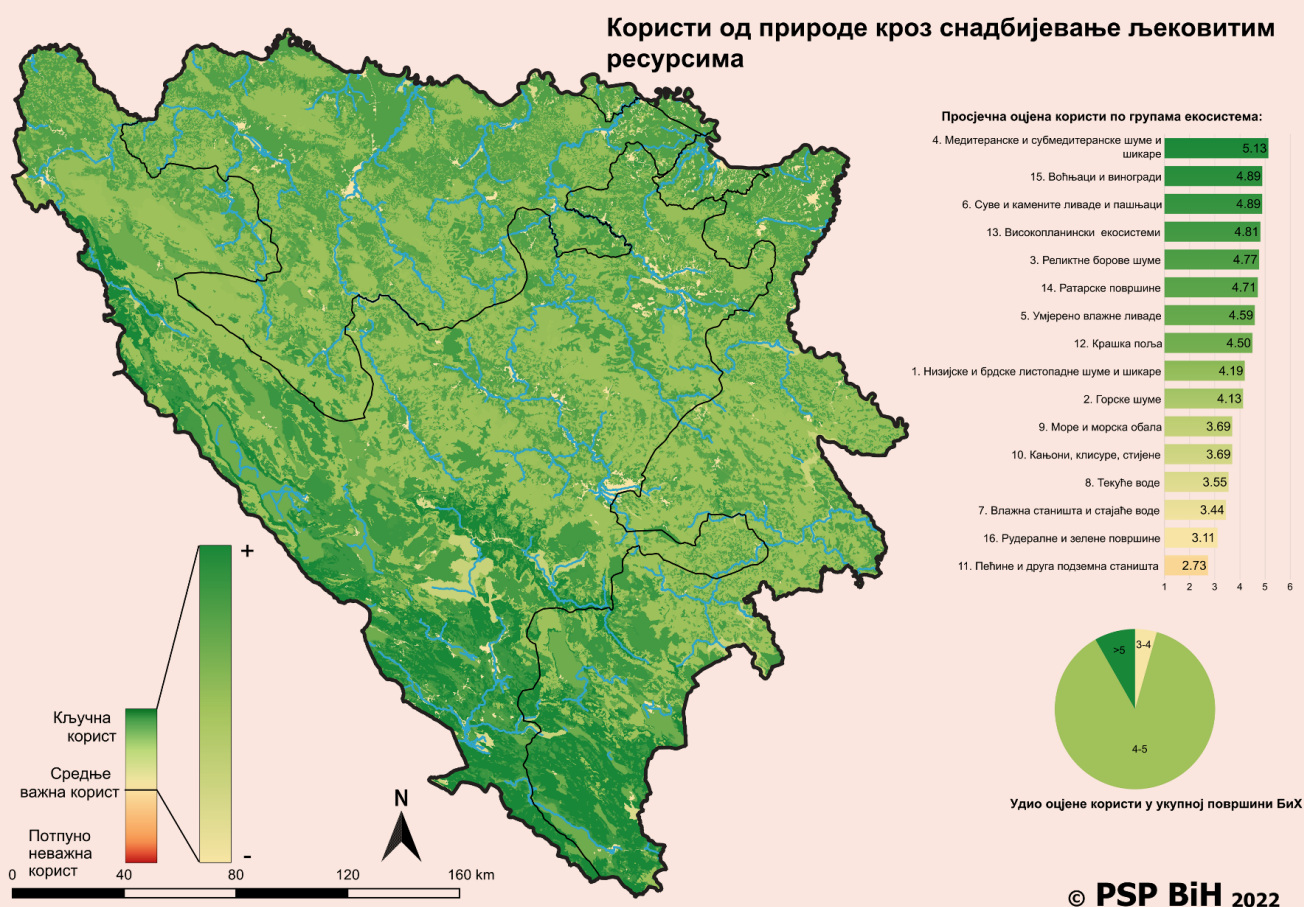 Користи од природе кроз снадбијевање љековитим
ресурсима
Просјечна оцјена користи по групама екосистема:
4. Медитеранске и субмедитеранске шуме и
шикаре
5.13
15. Воћњаци и виногради
4.89
6. Суве и камените ливаде и пашњаци
4.89
13. Високопланински екосистеми
4.81
3. Реликтне борове шуме
4.77
14. Ратарске површине
4.71
5. Умјерено влажне ливаде
4.59
12. Крашка поља
4.50
1. Низијске и брдске листопадне шуме и шикаре
4.19
2. Горске шуме
4.13
9. Море и морска обала
3.69
10. Кањони, клисуре, стијене
3.69
8. Текуће воде
3.55
7. Влажна станишта и стајаће воде
3.44
16. Рудералне и зелене површине
3.11
11. Пећине и друга подземна станишта
2.73
1 2 3 4 5 6
>5
3-4
4-5
Удио оцјене користи у укупној површини БиХ
+
-
Кључна
корист
Средње
важна корист
Потпуно
неважна
корист
N
0 40 80 120 160 km
© PSP BiH 2022